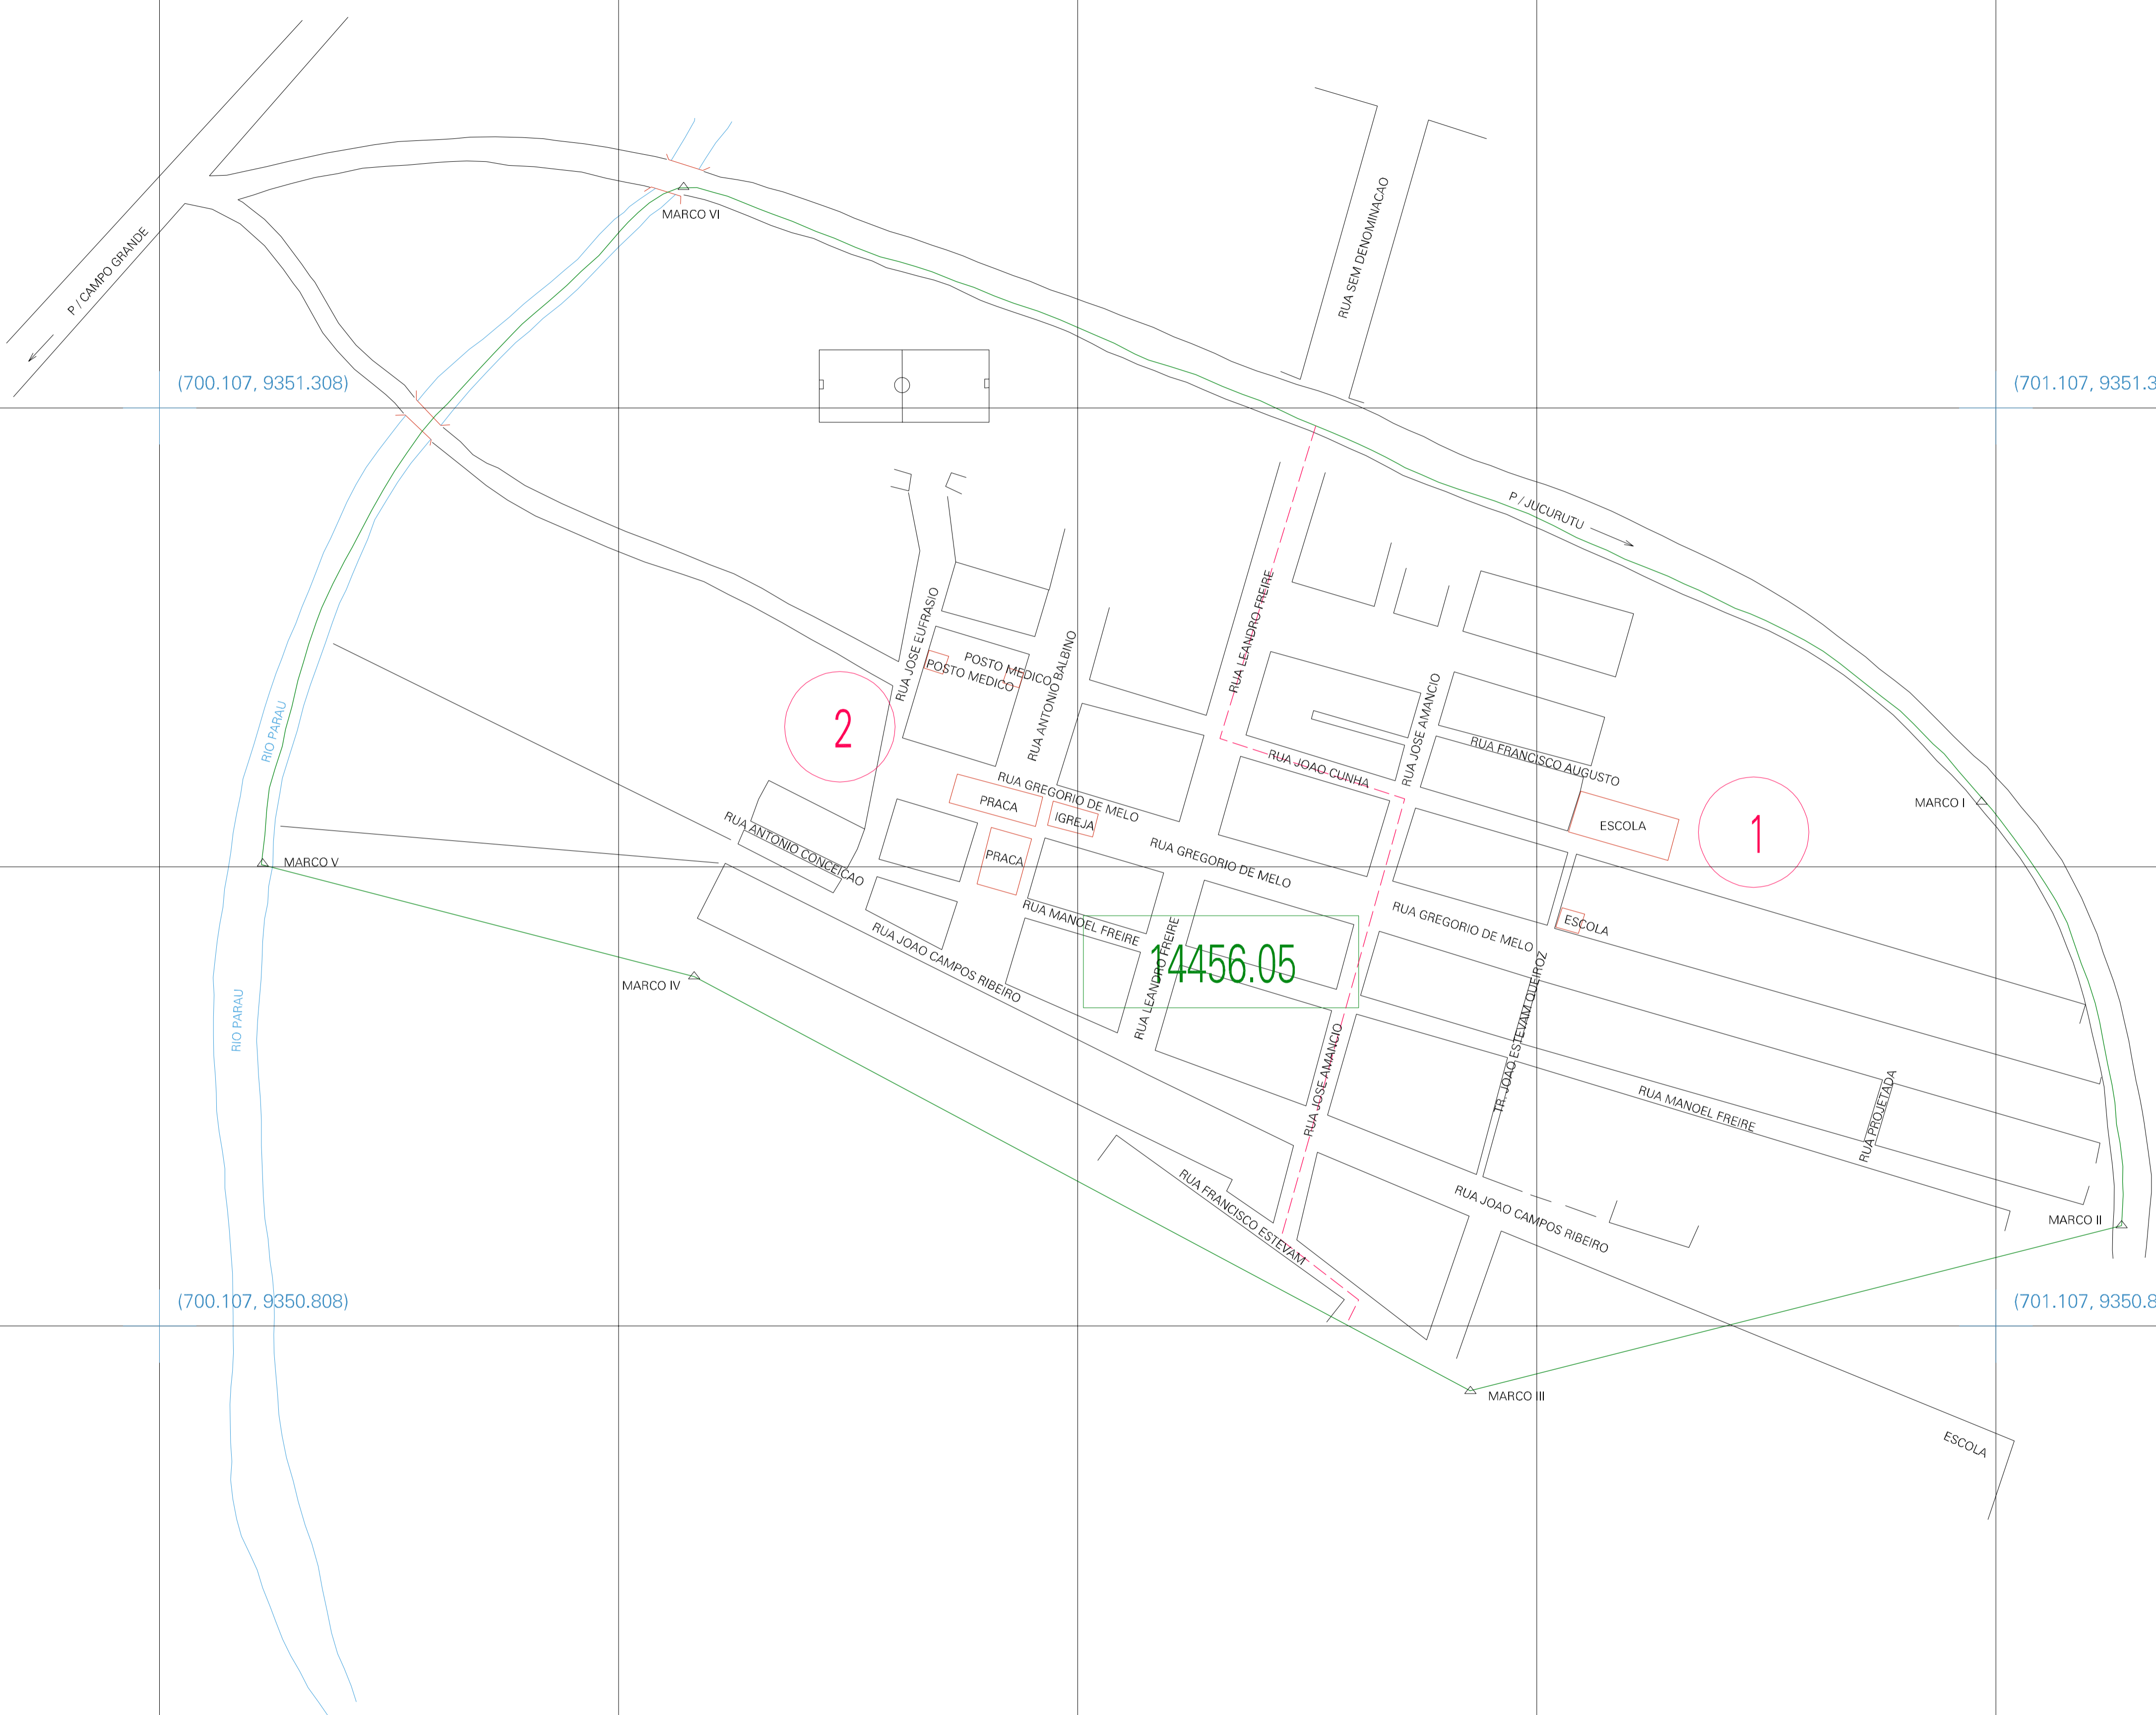 RUA SEM DENOMINACAO
MARCO VI
P / CAMPO GRANDE
(700.107, 9351.308)
(701.107, 9351.3
P / JUCURUTU
RUA LEANDRO FREIRE
RUA JOSE EUFRASIO
POSTO MEDICO
POSTO MEDICO
RUA ANTONIO BALBINO
RUA JOSE AMANCIO
2
RIO PARAU
RUA FRANCISCO AUGUSTO
RUA JOAO CUNHA
RUA GREGORIO DE MELO
PRACA
IGREJA
MARCO I
ESCOLA
1
RUA ANTONIO CONCEICAO
MARCO V
PRACA
RUA GREGORIO DE MELO
RUA MANOEL FREIRE
RUA GREGORIO DE MELO
ESCOLA
RUA JOAO CAMPOS RIBEIRO
14456.05
RUA LEANDRO FREIRE
MARCO IV
RIO PARAU
TR. JOAO ESTEVAM QUEIROZ
RUA JOSE AMANCIO
RUA MANOEL FREIRE
RUA PROJETADA
RUA FRANCISCO ESTEVAM
RUA JOAO CAMPOS RIBEIRO
MARCO II
(700.107, 9350.808)
(701.107, 9350.8
MARCO III
ESCOLA